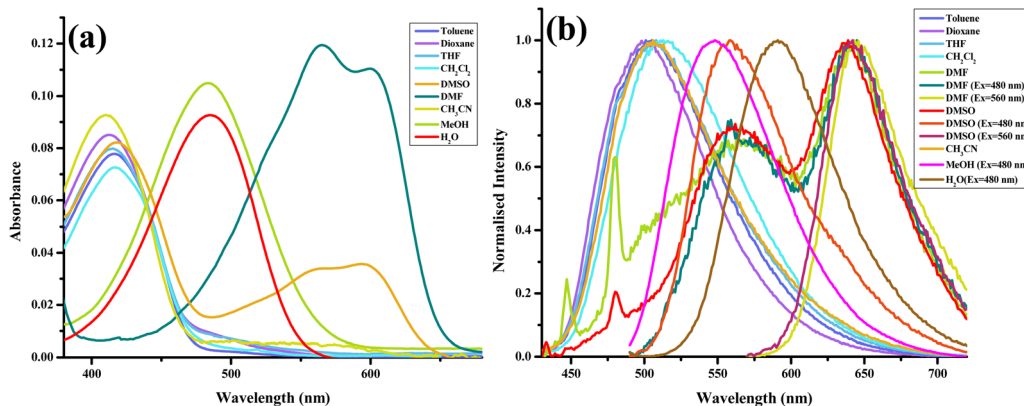 (a)
Toluene
Dioxane
THF
CH₂Cl₂
DMSO
DMF
CH₃CN
MeOH
H₂O
0.12
0.10
0.08
0.06
0.04
0.02
0.00
400
500
600
Absorbance
Wavelength (nm)
(b)
Toluene
Dioxane
THF
CH₂Cl₂
DMF
DMF (Ex=480 nm)
DMF (Ex=560 nm)
DMSO
DMSO (Ex=480 nm
DMSO (Ex=560 nm
CH₃CN
MeOH (Ex=480 nm
H₂O(Ex=480 nm)
1.0
0.8
0.6
0.4
0.2
0.0
450
500
550
600
650
700
Normalised Intensity
Wavelength (nm)